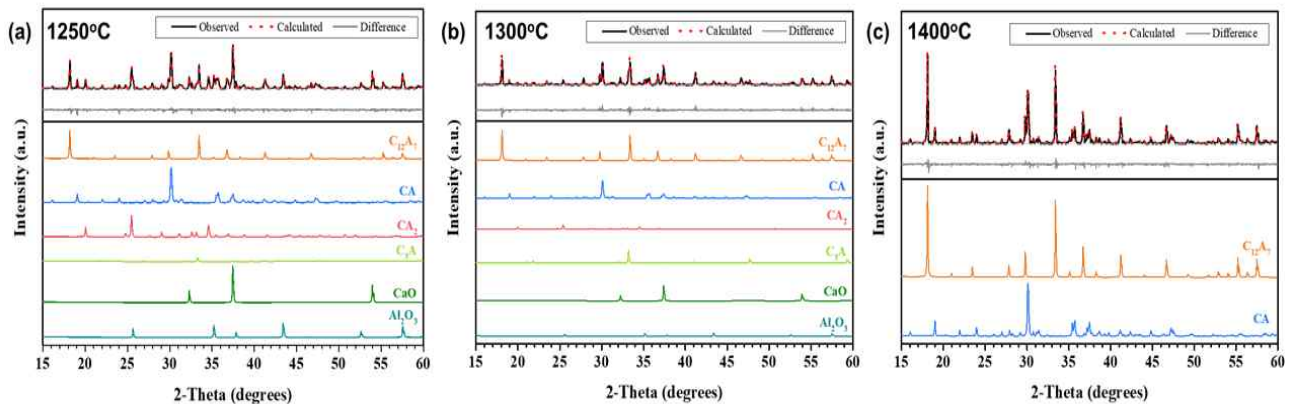 (a) 1250°C
Observed Calculated Difference
Intensity (a.u.)
C₁₂A₇
CA
CA₂
C₃A
CaO
Al₂O₃
15 20 25 30 35 40 45 50 55 60
2-Theta (degrees)
(b) 1300°C
Observed Calculated Difference
Intensity (a.u.)
C₁₂A₇
CA
CA₂
C₃A
CaO
Al₂O₃
15 20 25 30 35 40 45 50 55 60
2-Theta (degrees)
(c) 1400°C
Observed Calculated Difference
Intensity (a.u.)
C₁₂A₇
CA
15 20 25 30 35 40 45 50 55 60
2-Theta (degrees)